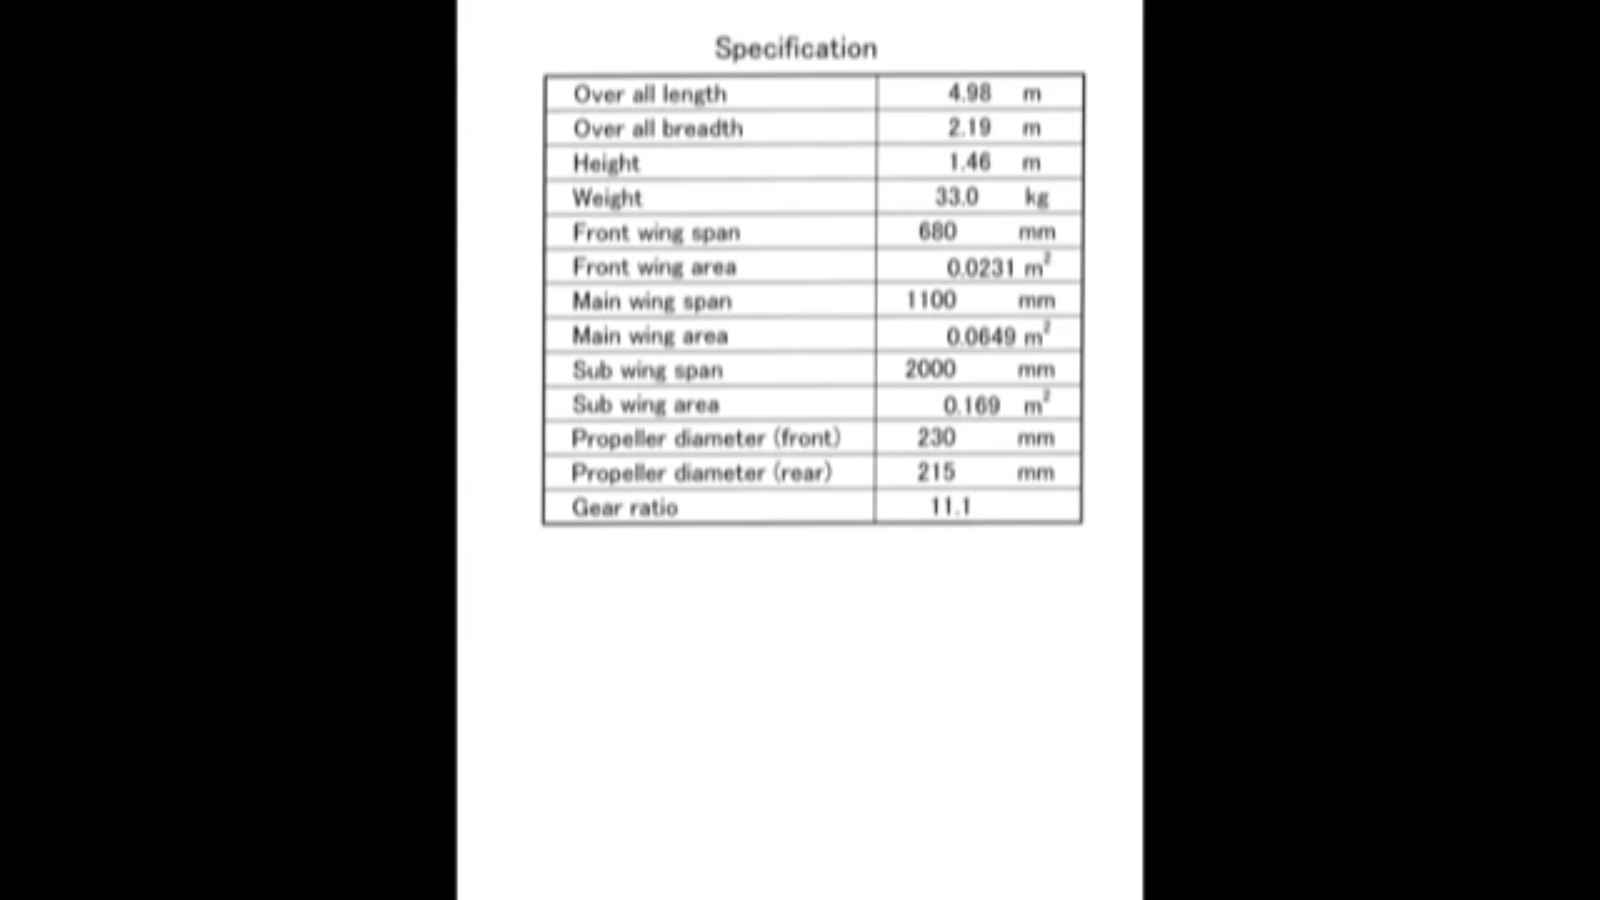 Specification
Over all length 4.98 m
Over all breadth 2.19 m
Height 1.46 m
Weight 33.0 kg
Front wing span 680 mm
Front wing area 0.0231 m²
Main wing span 1100 mm
Main wing area 0.0649 m²
Sub wing span 2000 mm
Sub wing area 0.169 m²
Propeller diameter (front) 230 mm
Propeller diameter (rear) 215 mm
Gear ratio 11.1